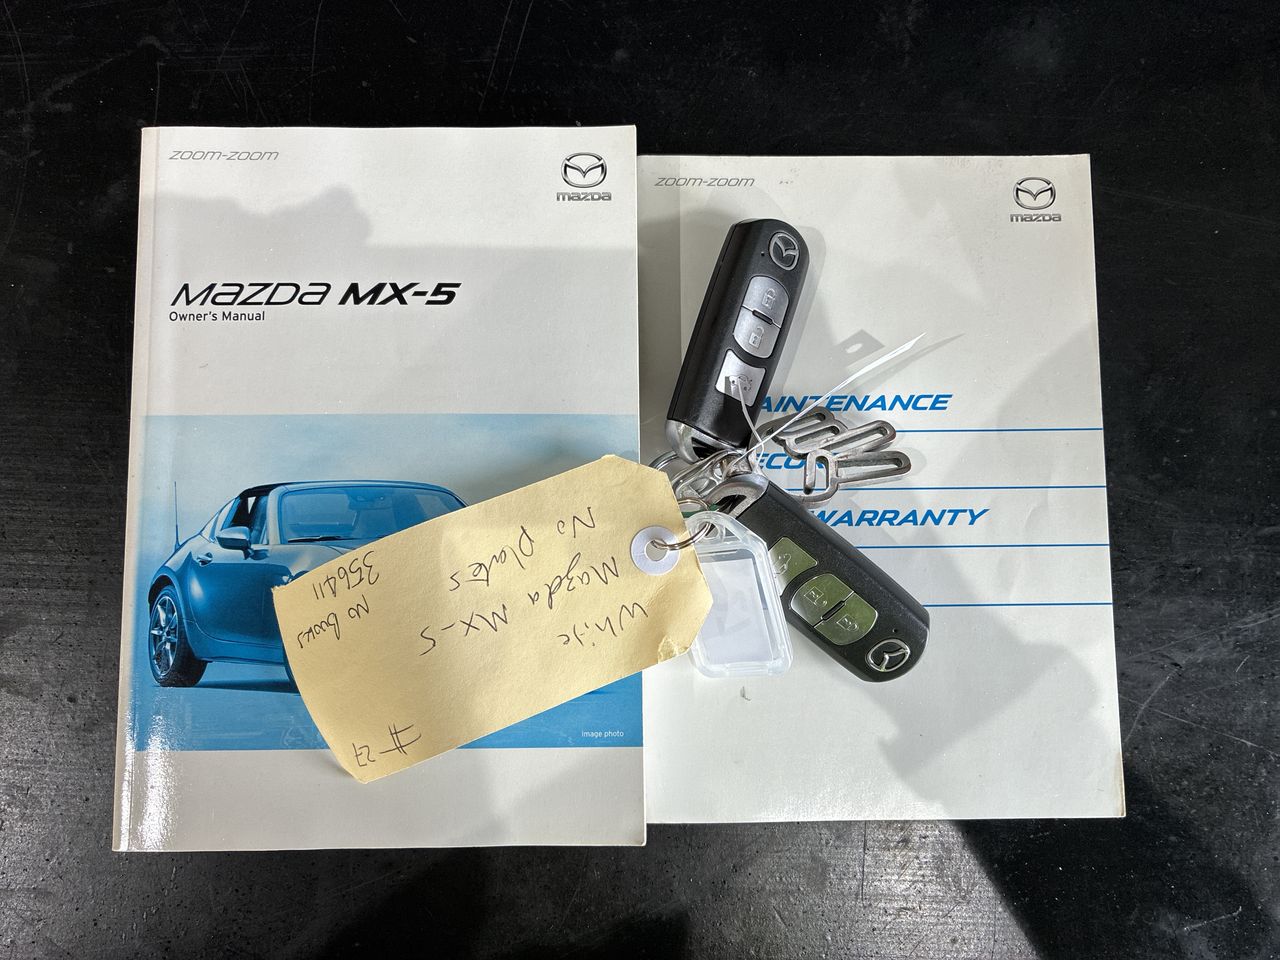 zoom-zoom
mazda
MAZDA MX-5
Owner's Manual
image photo
zoom-zoom
mazda
AINTENANCE
ECO
WARRANTY
White
Mazda MX-5
No Plates
356411
No Books
#27